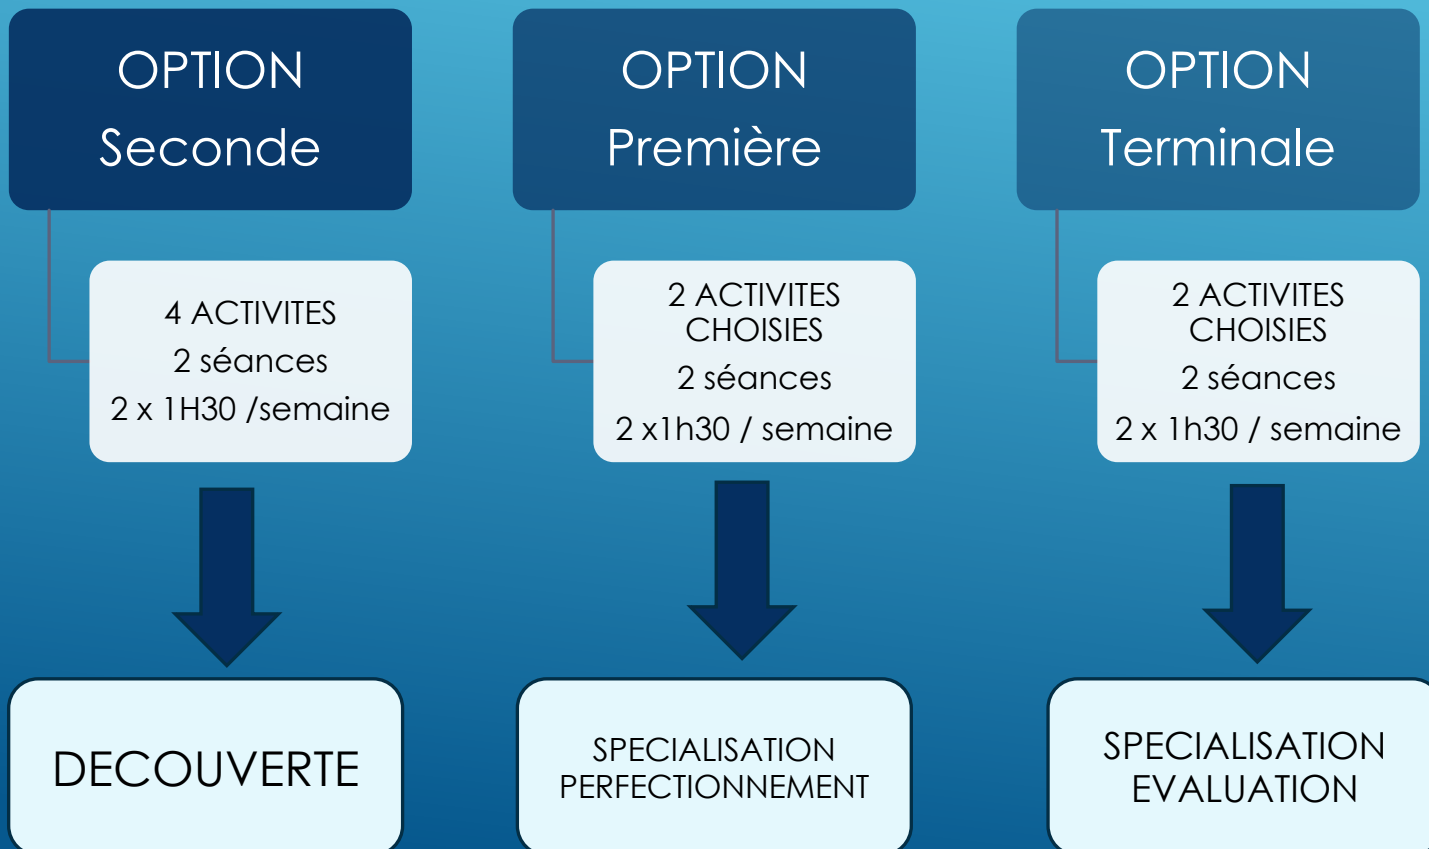 OPTION
Seconde
4 ACTIVITES
2 séances
2 x 1H30 /semaine
DECOUVERTE
OPTION
Première
2 ACTIVITES
CHOISIES
2 séances
2 x1h30 / semaine
SPECIALISATION
PERFECTIONNEMENT
OPTION
Terminale
2 ACTIVITES
CHOISIES
2 séances
2 x 1h30 / semaine
SPECIALISATION
EVALUATION